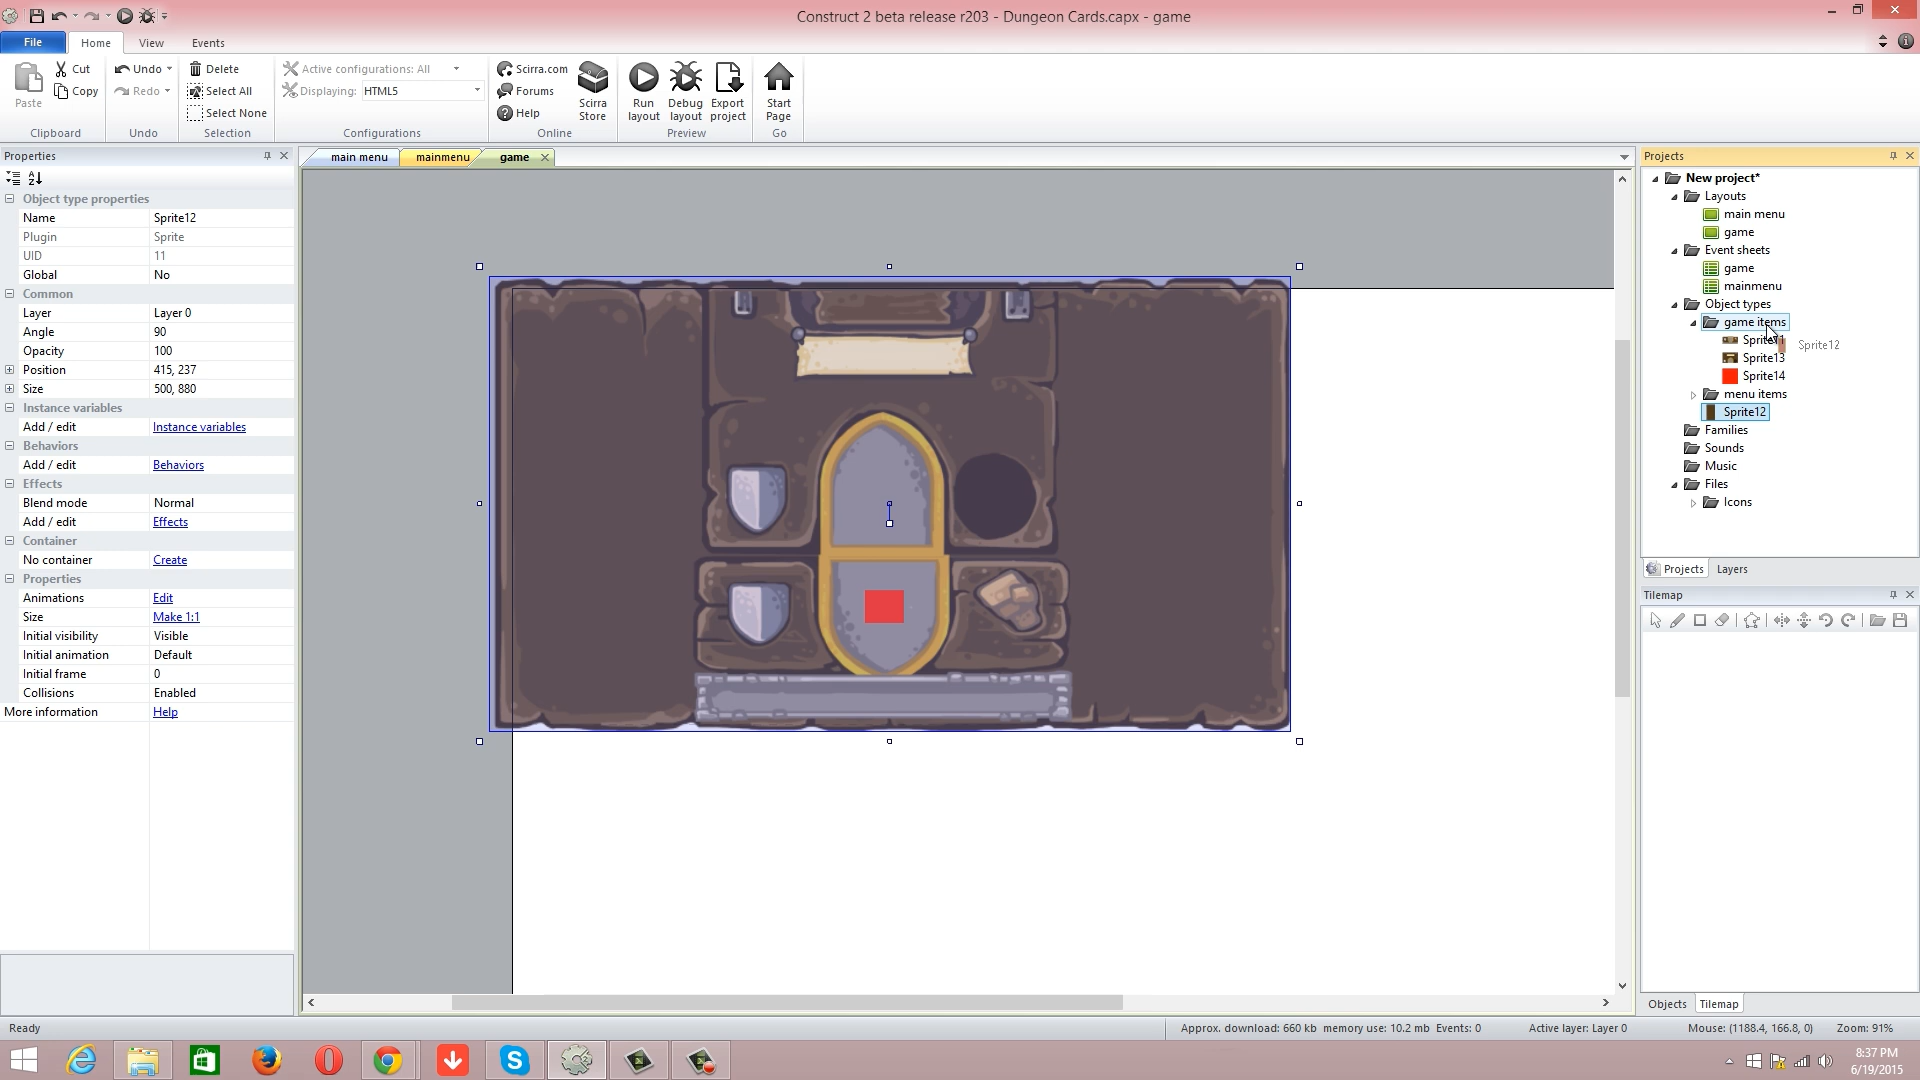 Construct 2 beta release r203 - Dungeon Cards.capx - game
File Home View Events
Paste Cut Copy Clipboard
Undo Redo Undo
Delete Select All Select None Selection
Active configurations: All
Displaying: HTML5
Configurations
Scirra.com Forums Help Scirra Store Online
Run layout Debug layout Export project Preview
Start Page Go
Properties
Object type properties
Name Sprite12
Plugin Sprite
UID 11
Global No
Common
Layer Layer 0
Angle 90
Opacity 100
Position 415, 237
Size 500, 880
Instance variables
Add / edit Instance variables
Behaviors
Add / edit Behaviors
Effects
Blend mode Normal
Add / edit Effects
Container
No container Create
Properties
Animations Edit
Size Make 1:1
Initial visibility Visible
Initial animation Default
Initial frame 0
Collisions Enabled
More information Help
main menu mainmenu game
Projects
New project*
Layouts
main menu
game
Event sheets
game
mainmenu
Object types
game items
Sprite12
Sprite13
Sprite14
menu items
Sprite12
Families
Sounds
Music
Files
Icons
Projects Layers
Tilemap
Objects Tilemap
Ready
Approx. download: 660 kb memory use: 10.2 mb Events: 0 Active layer: Layer 0 Mouse: (1188.4, 166.8, 0) Zoom: 91%
8:37 PM
6/19/2015